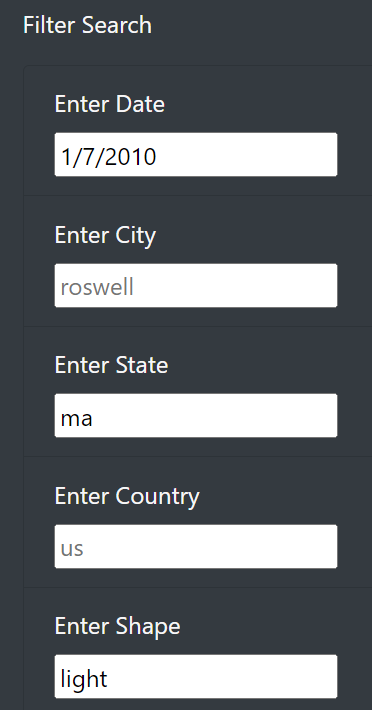 Filter Search
Enter Date
1/7/2010
Enter City
roswell
Enter State
ma
Enter Country
us
Enter Shape
light